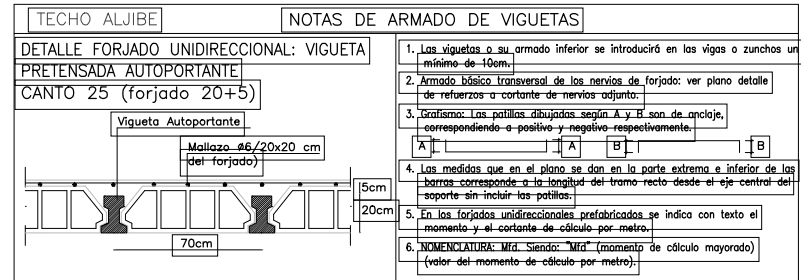 TECHO ALJIBE
NOTAS DE ARMADO DE VIGUETAS
DETALLE FORJADO UNIDIRECCIONAL: VIGUETA
PRETENSADA AUTOPORTANTE
CANTO 25 (forjado 20+5)
Vigueta Autoportante
Mallazo ø6/20x20 cm
del forjado)
5cm
20cm
70cm
1. Las viguetas o su armado inferior se introducirá en las vigas o zunchos un
mínimo de 10cm.
2. Armado básico transversal de los nervios de forjado: ver plano detalle
de refuerzos a cortante de nervios adjunto.
3. Grafismo: Las patillas dibujadas según A y B son de anclaje,
correspondiendo a positivo y negativo respectivamente.
A A B B
4. Las medidas que en el plano se dan en la parte extrema e inferior de las
barras corresponde a la longitud del tramo recto desde el eje central del
soporte sin incluir las patillas.
5. En los forjados unidireccionales prefabricados se indica con texto el
momento y el cortante de cálculo por metro.
6. NOMENCLATURA: Mfd. Siendo: "Mfd" (momento de cálculo mayorado)
(valor del momento de cálculo por metro).